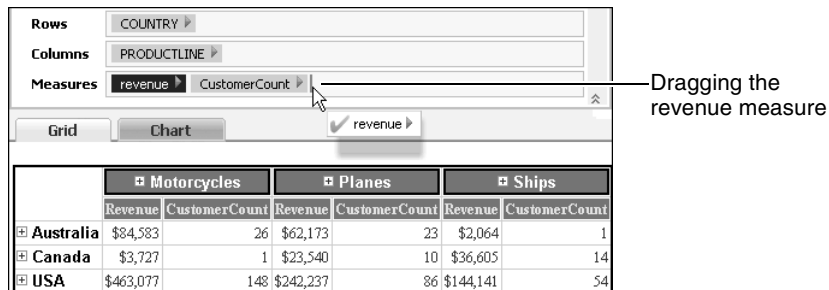 Rows COUNTRY
Columns PRODUCTLINE
Measures revenue CustomerCount
Dragging the
revenue measure
revenue
Grid Chart
Motorcycles Planes Ships
Revenue CustomerCount Revenue CustomerCount Revenue CustomerCount
Australia $84,583 26 $62,173 23 $2,064 1
Canada $3,727 1 $23,540 10 $36,605 14
USA $463,077 148 $242,237 86 $144,141 54